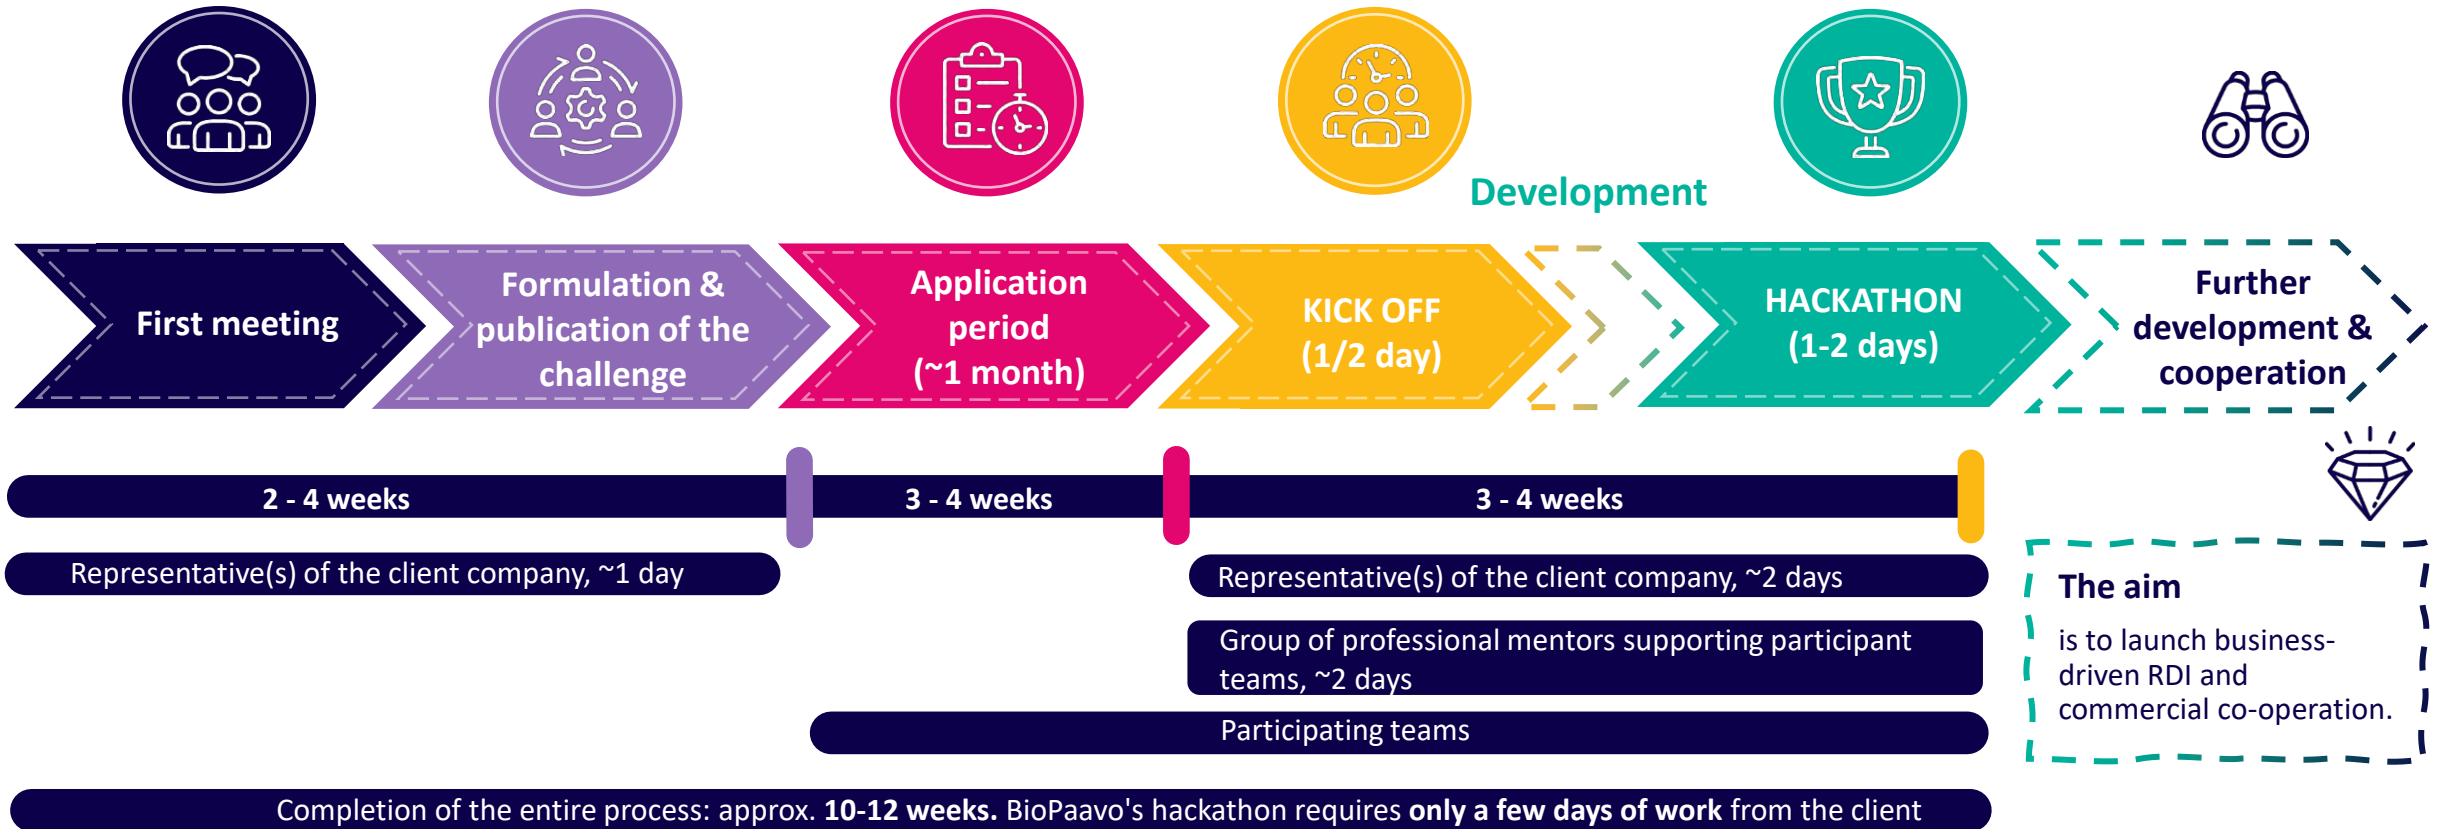 Development
First meeting
Formulation &
publication of the
challenge
Application
period
(~1 month)
KICK OFF
(1/2 day)
HACKATHON
(1-2 days)
Further
development &
cooperation
2 - 4 weeks
3 - 4 weeks
3 - 4 weeks
Representative(s) of the client company, ~1 day
Representative(s) of the client company, ~2 days
Group of professional mentors supporting participant
teams, ~2 days
Participating teams
The aim
is to launch business-
driven RDI and
commercial co-operation.
Completion of the entire process: approx. 10-12 weeks. BioPaavo's hackathon requires only a few days of work from the client